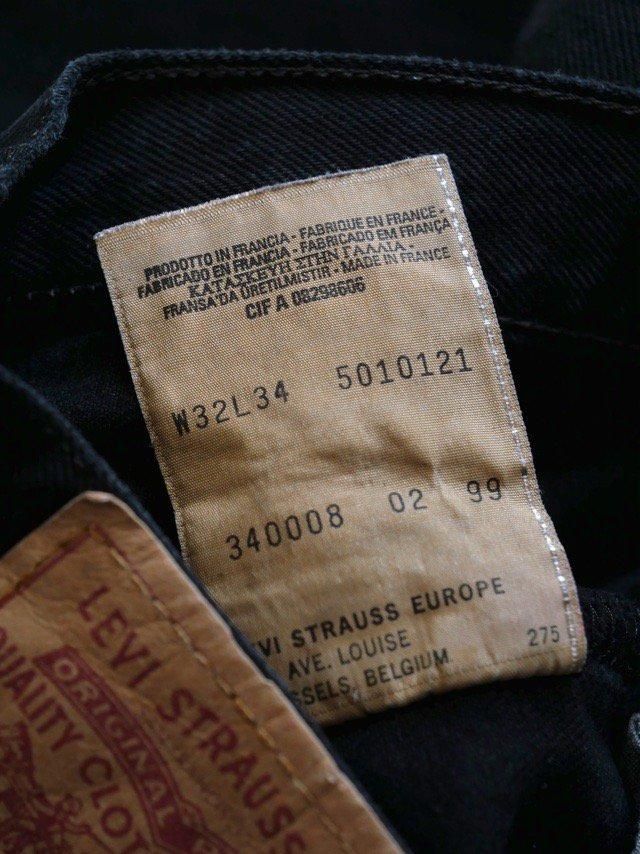 PRODOTTO IN FRANCIA - FABRIQUE EN FRANCE -
FABRICADO EN FRANCIA - FABRICADO EM FRANÇA
ΚΑΤΑΣΚΕΥΗ ΣΤΗΝ ΓΑΛΛΙΑ -
FRANSA'DA ÜRETILMISTIR - MADE IN FRANCE
CIF A 08298606
W32L34 5010121
340008 02 99
VI STRAUSS EUROPE
AVE. LOUISE 275
SSELS, BELGIUM
LEVI STRAUSS
ORIGINAL
QUALITY CLOT